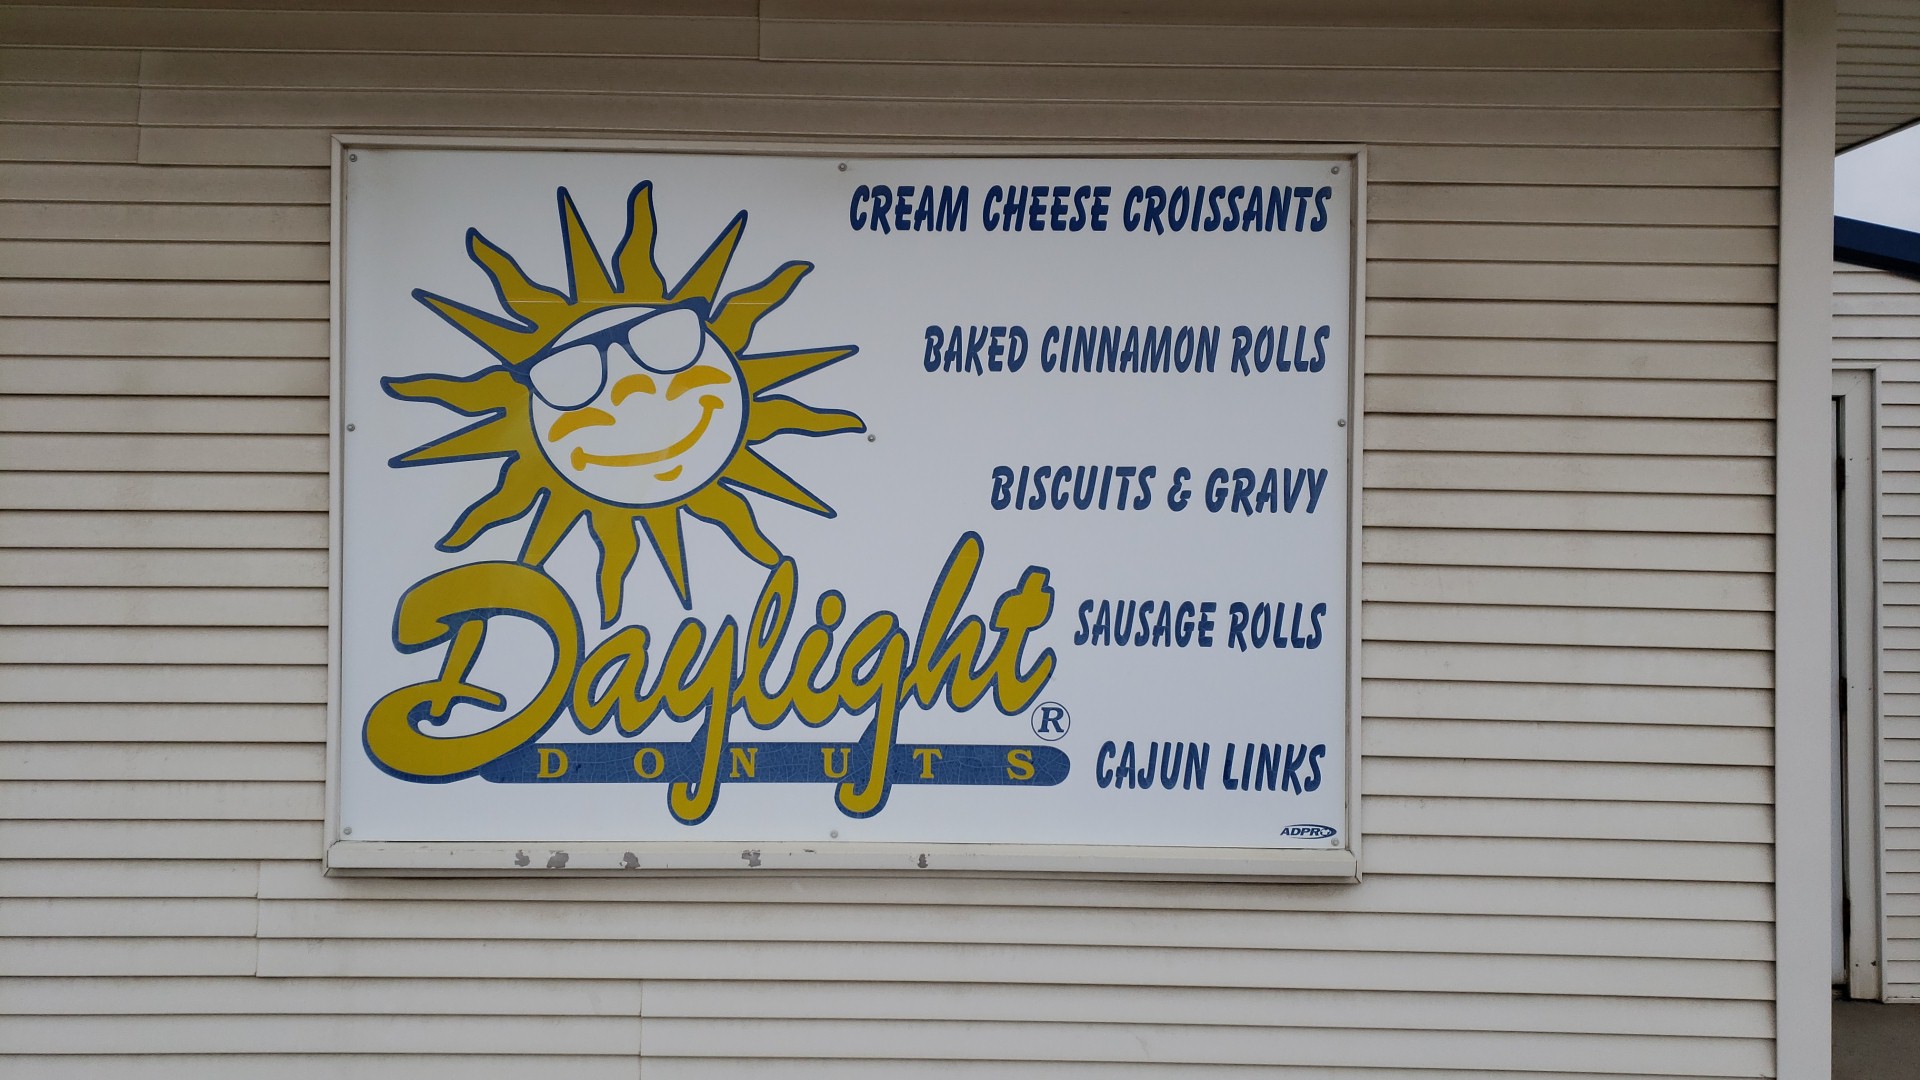 CREAM CHEESE CROISSANTS
BAKED CINNAMON ROLLS
BISCUITS & GRAVY
SAUSAGE ROLLS
CAJUN LINKS
Daylight ®
DONUTS
ADPRO